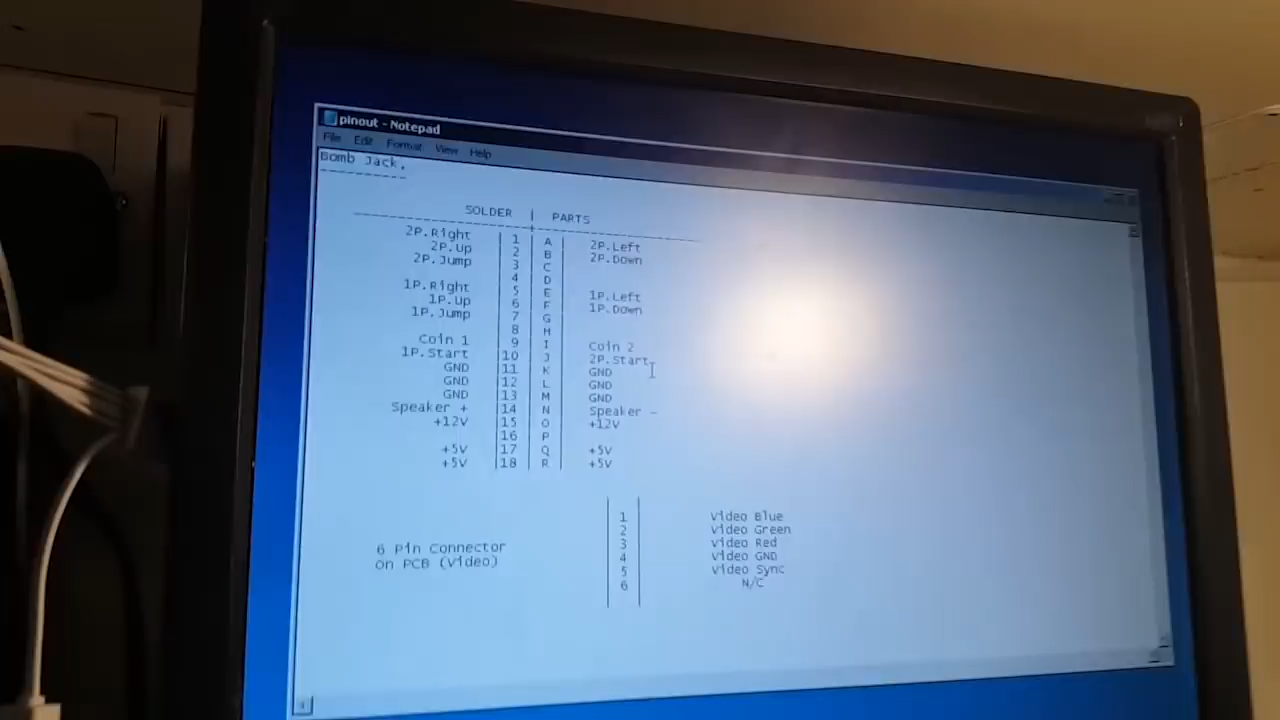 pinout - Notepad
File Edit Format View Help
Bomb Jack,
-----------
SOLDER | PARTS
2P.Right | 1 | A | 2P.Left
2P.Up | 2 | B | 2P.Down
2P.Jump | 3 | C |
| 4 | D |
1P.Right | 5 | E | 1P.Left
1P.Up | 6 | F | 1P.Down
1P.Jump | 7 | G |
| 8 | H |
Coin 1 | 9 | I | Coin 2
1P.Start | 10 | J | 2P.Start
GND | 11 | K | GND
GND | 12 | L | GND
GND | 13 | M | GND
Speaker + | 14 | N | Speaker -
+12V | 15 | O | +12V
| 16 | P |
+5V | 17 | Q | +5V
+5V | 18 | R | +5V
| 1 | Video Blue
| 2 | Video Green
6 Pin Connector | 3 | Video Red
On PCB (Video) | 4 | Video GND
| 5 | Video Sync
| 6 | N/C